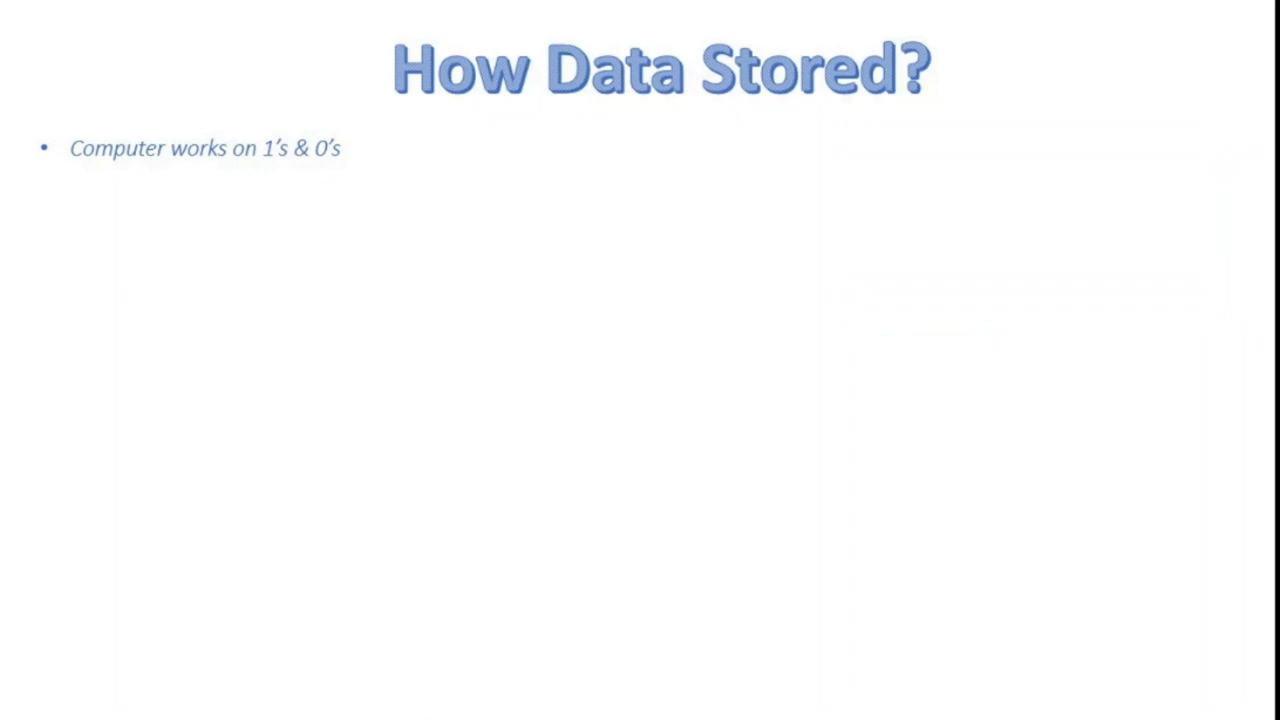 How Data Stored?
• Computer works on 1's & 0's